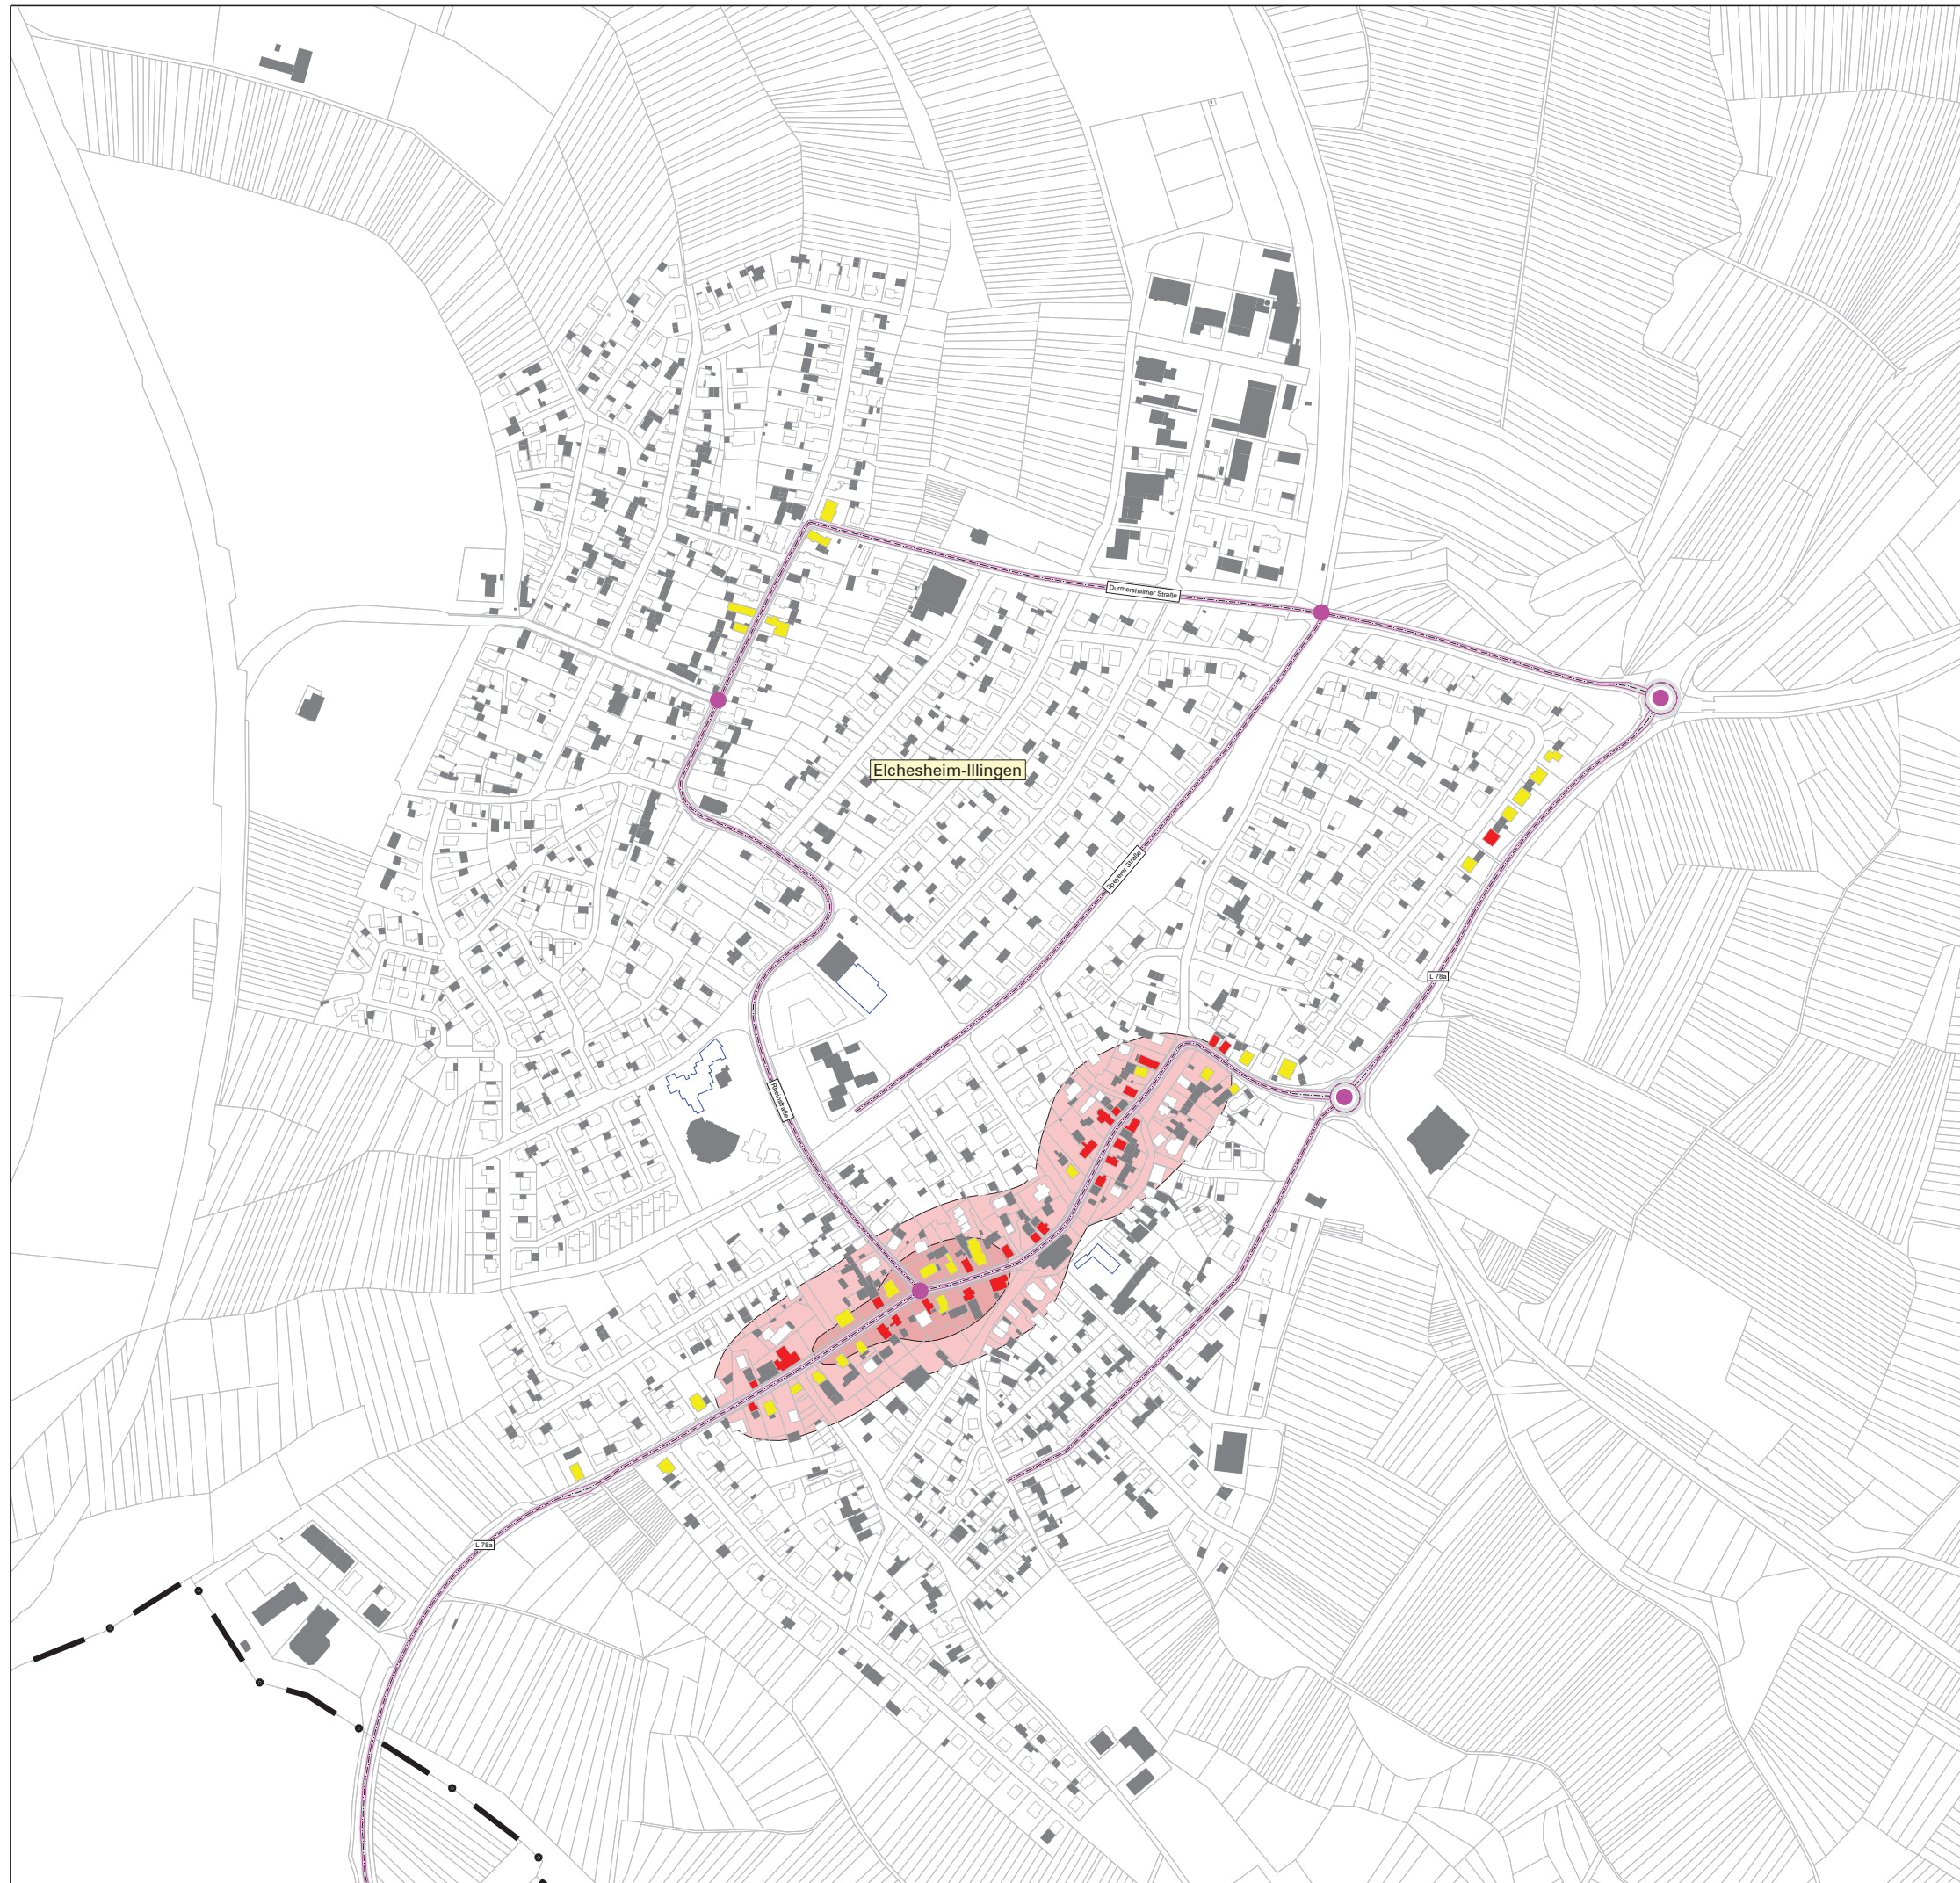 Durmersheimer Straße
Elchesheim-Illingen
Speyerer Straße
L 78a
Rheinstraße
L 78a